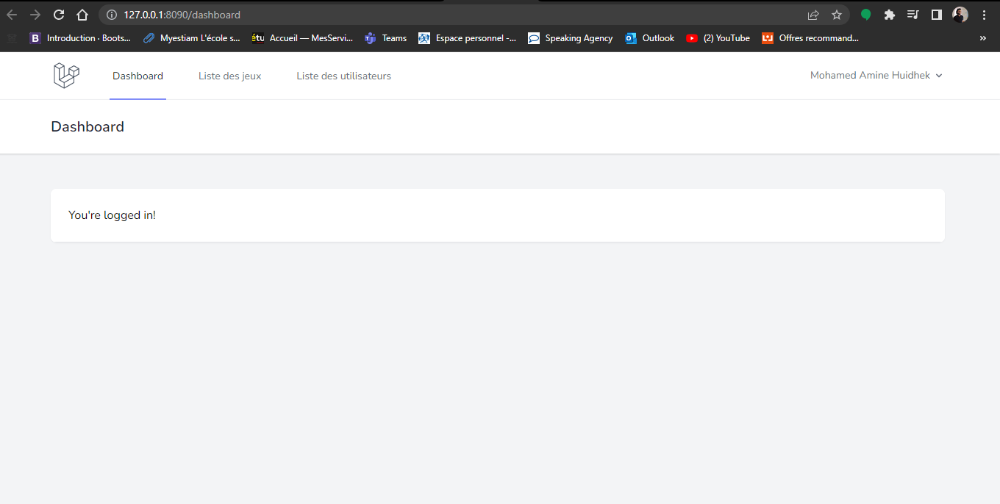 127.0.0.1:8090/dashboard
B Introduction · Boots... Myestiam L'école s... étu Accueil — MesServi... Teams Espace personnel -... Speaking Agency Outlook (2) YouTube Offres recommand... »
Dashboard Liste des jeux Liste des utilisateurs Mohamed Amine Huidhek
Dashboard
You're logged in!